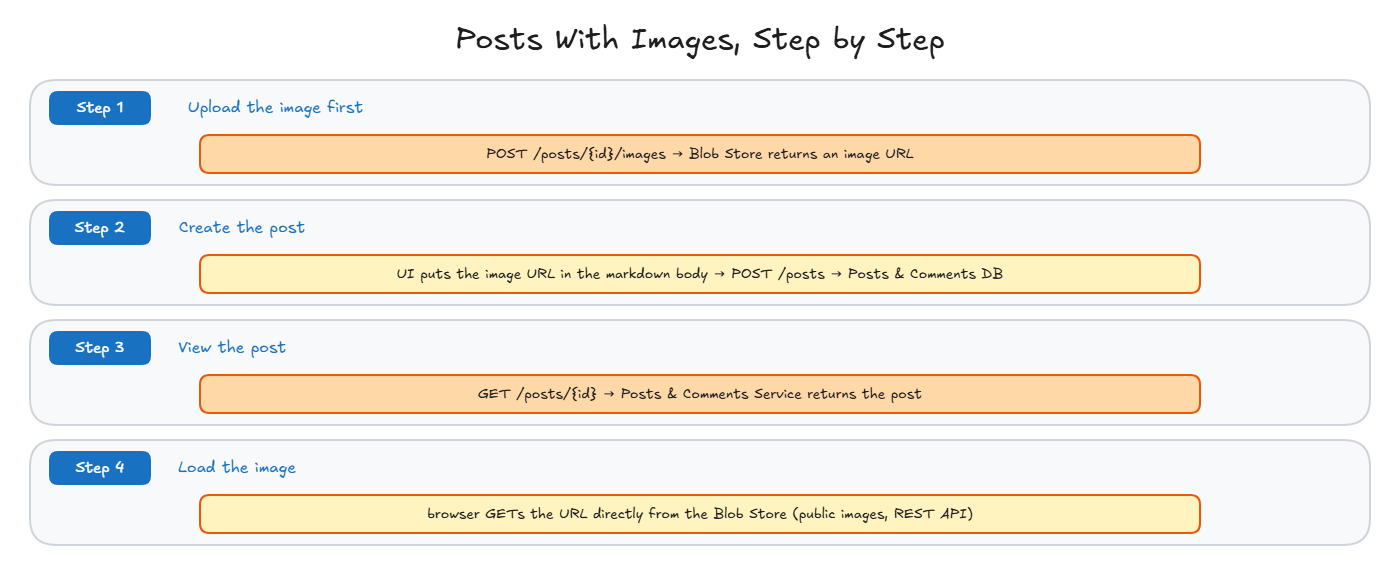 Posts With Images, Step by Step
Step 1
Upload the image first
POST /posts/{id}/images → Blob Store returns an image URL
Step 2
Create the post
UI puts the image URL in the markdown body → POST /posts → Posts & Comments DB
Step 3
View the post
GET /posts/{id} → Posts & Comments Service returns the post
Step 4
Load the image
browser GETs the URL directly from the Blob Store (public images, REST API)